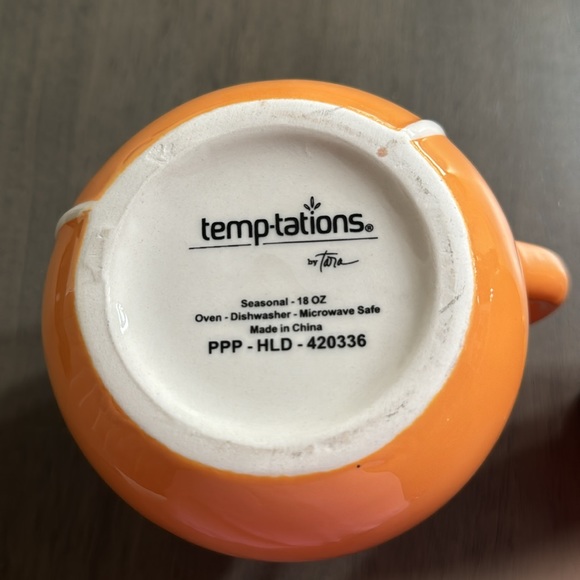 temp-tations®
by Tara
Seasonal - 18 OZ
Oven - Dishwasher - Microwave Safe
Made in China
PPP - HLD - 420336